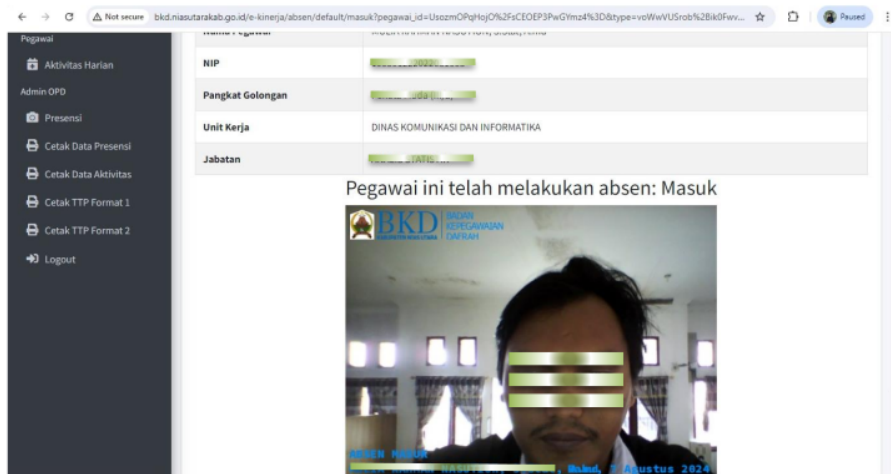 Not secure bkd.niasutarakab.go.id/e-kinerja/absen/default/masuk?pegawai_id=UsozmOPqHojO%2FsCEOEP3PwGYmz4%3D&type=voWwVUSrob%2Bik0Fwv... Paused
Pegawai
Aktivitas Harian
Admin OPD
Presensi
Cetak Data Presensi
Cetak Data Aktivitas
Cetak TTP Format 1
Cetak TTP Format 2
Logout
NIP
Pangkat Golongan
Unit Kerja DINAS KOMUNIKASI DAN INFORMATIKA
Jabatan
Pegawai ini telah melakukan absen: Masuk
BKD BADAN
KEPEGAWAIAN
DAERAH
ABSEN MASUK
Agustus 2024